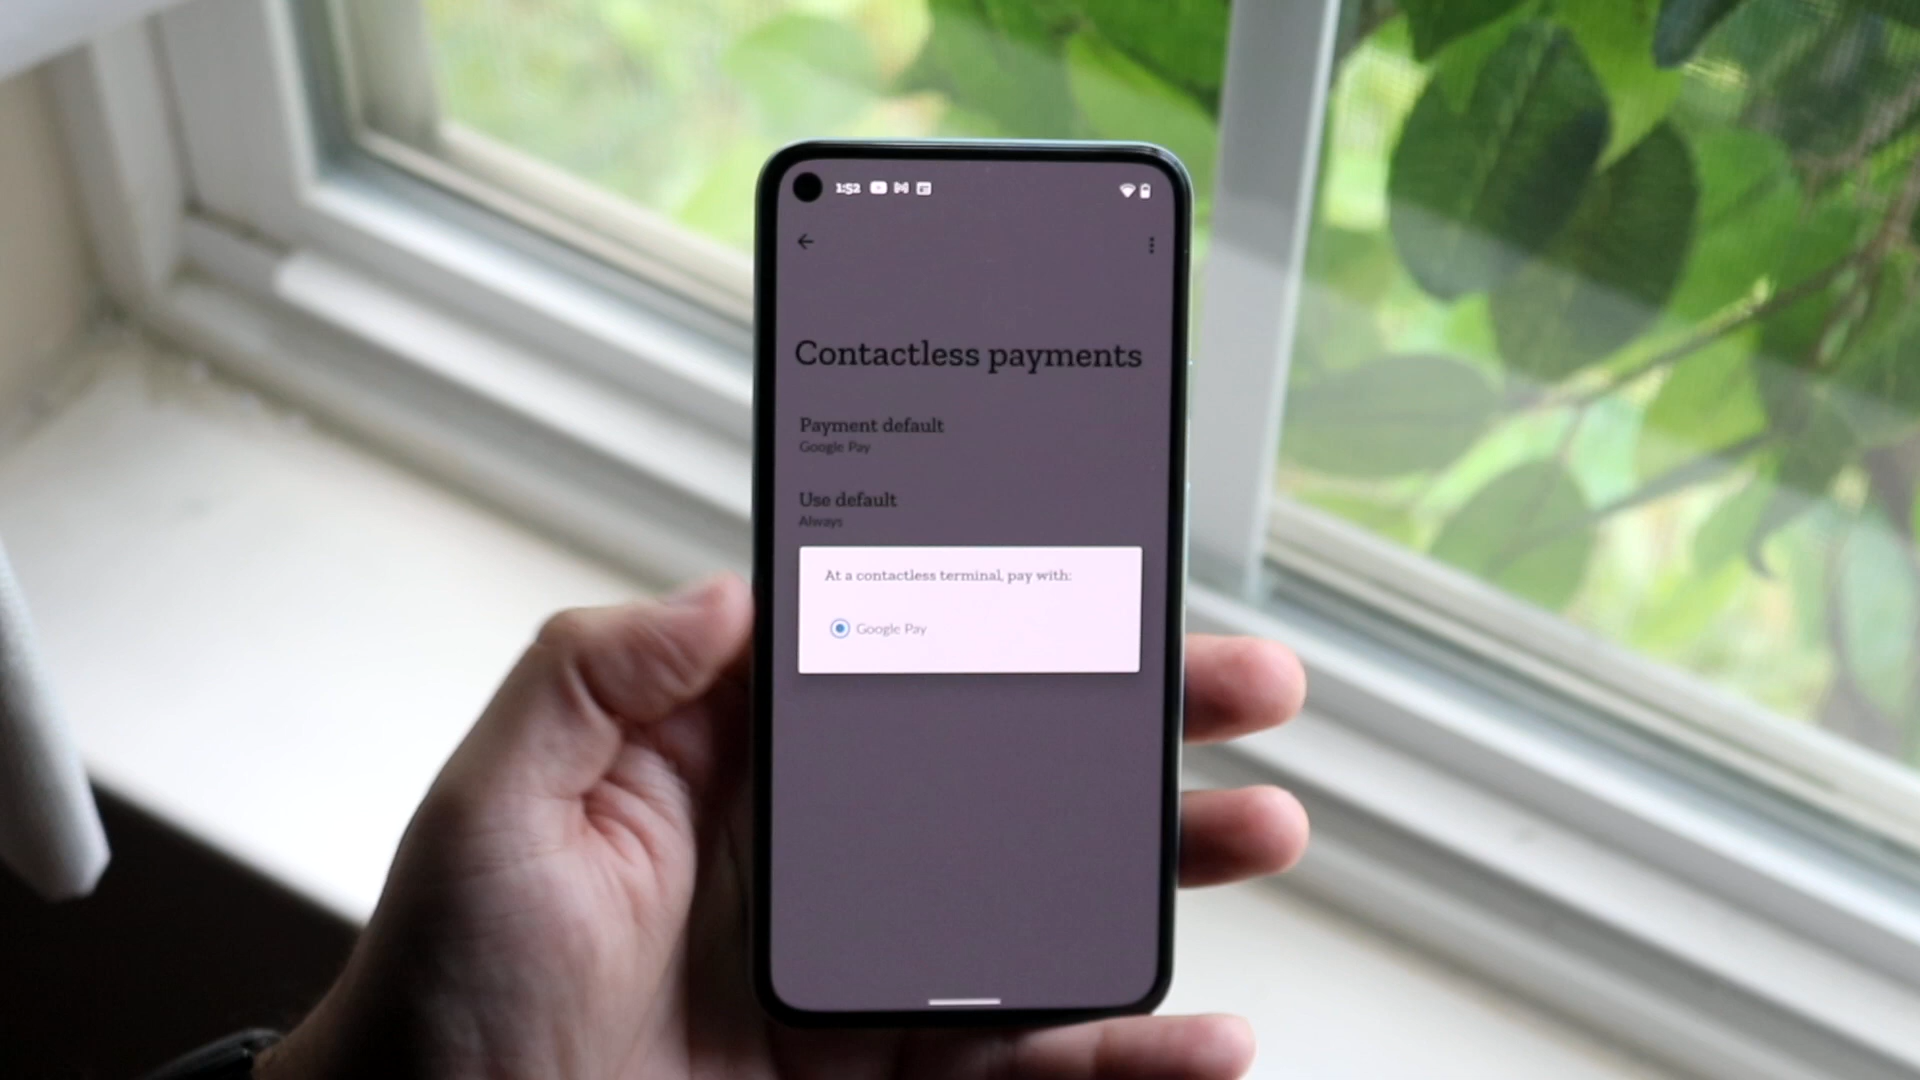 1:52
Contactless payments
Payment default
Google Pay
Use default
Always
At a contactless terminal, pay with:
Google Pay